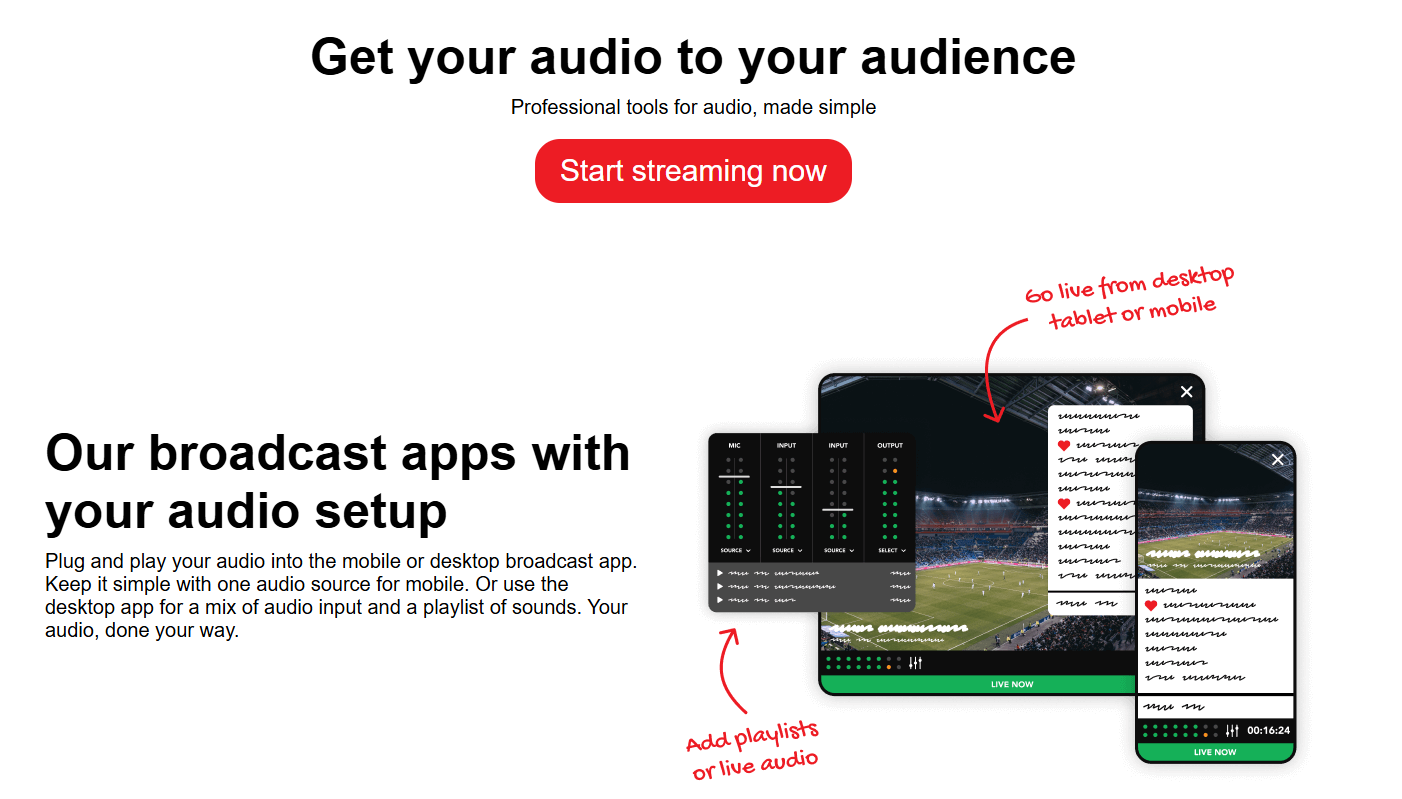 Get your audio to your audience
Professional tools for audio, made simple
Start streaming now
Go live from desktop
tablet or mobile
Our broadcast apps with
your audio setup
Plug and play your audio into the mobile or desktop broadcast app.
Keep it simple with one audio source for mobile. Or use the
desktop app for a mix of audio input and a playlist of sounds. Your
audio, done your way.
MIC INPUT INPUT OUTPUT
SOURCE SOURCE SOURCE SELECT
LIVE NOW
00:16:24
LIVE NOW
Add playlists
or live audio